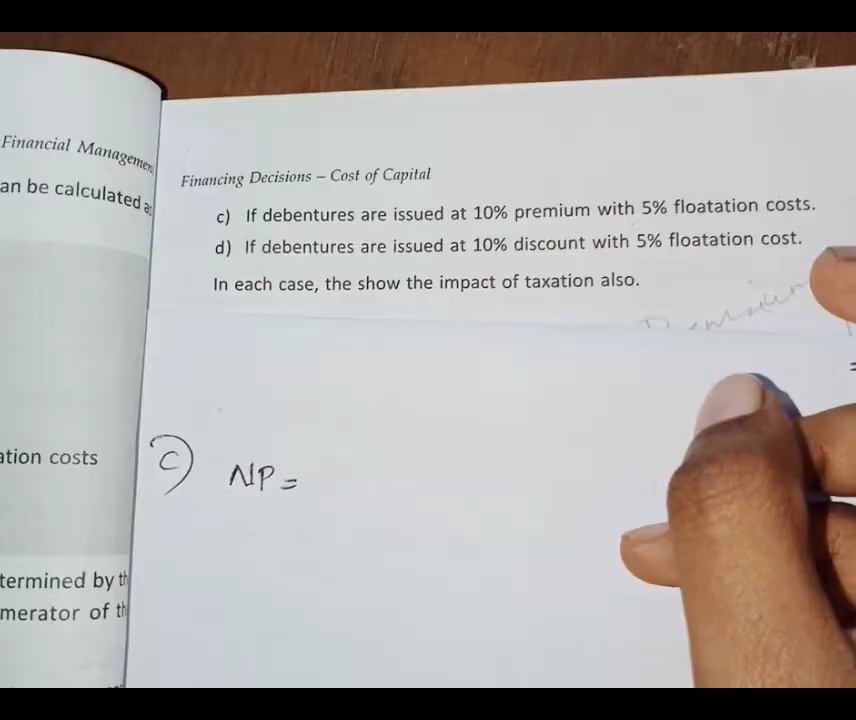 Financial Managemen
an be calculated as
ation costs
termined by th
merator of th
Financing Decisions – Cost of Capital
c) If debentures are issued at 10% premium with 5% floatation costs.
d) If debentures are issued at 10% discount with 5% floatation cost.
In each case, the show the impact of taxation also.
c) NP =
=